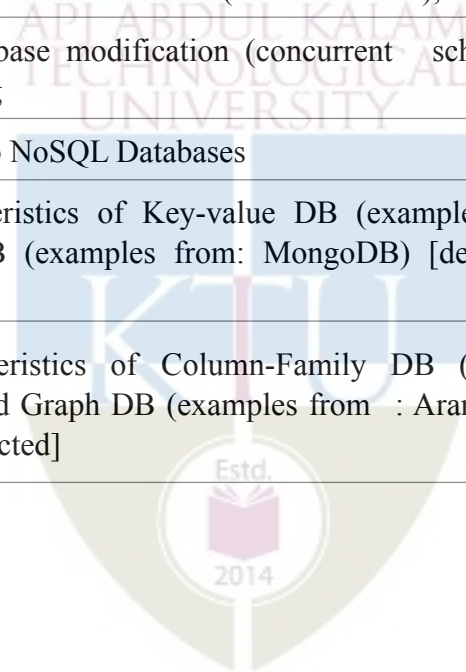 API ABDUL KALAM
base modification (concurrent sch
TECHNOLOGICAL
UNIVERSITY
NoSQL Databases
eristics of Key-value DB (example
B (examples from: MongoDB) [de
KTU
eristics of Column-Family DB (
d Graph DB (examples from : Aran
cted]
Estd.
2014